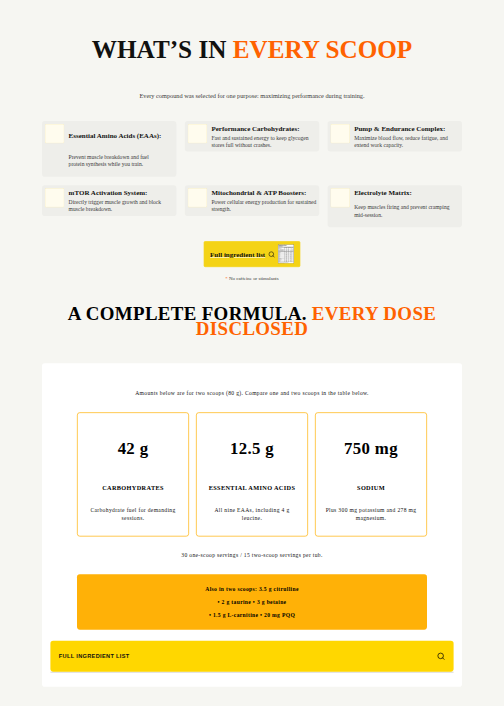 WHAT’S IN EVERY SCOOP
Every compound was selected for one purpose: maximizing performance during training.
Essential Amino Acids (EAAs):
Prevent muscle breakdown and fuel
protein synthesis while you train.
Performance Carbohydrates:
Fast and sustained energy to keep glycogen
stores full without crashes.
Pump & Endurance Complex:
Maximize blood flow, reduce fatigue, and
extend work capacity.
mTOR Activation System:
Directly trigger muscle growth and block
muscle breakdown.
Mitochondrial & ATP Boosters:
Power cellular energy production for sustained
strength.
Electrolyte Matrix:
Keep muscles firing and prevent cramping
mid-session.
Full ingredient list
* No caffeine or stimulants
A COMPLETE FORMULA. EVERY DOSE
DISCLOSED
Amounts below are for two scoops (80 g). Compare one and two scoops in the table below.
42 g
CARBOHYDRATES
Carbohydrate fuel for demanding
sessions.
12.5 g
ESSENTIAL AMINO ACIDS
All nine EAAs, including 4 g
leucine.
750 mg
SODIUM
Plus 300 mg potassium and 278 mg
magnesium.
30 one-scoop servings / 15 two-scoop servings per tub.
Also in two scoops: 3.5 g citrulline
• 2 g taurine • 3 g betaine
• 1.5 g L-carnitine • 20 mg PQQ
FULL INGREDIENT LIST